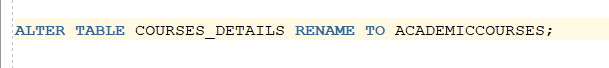 ALTER TABLE COURSES_DETAILS RENAME TO ACADEMICCOURSES;